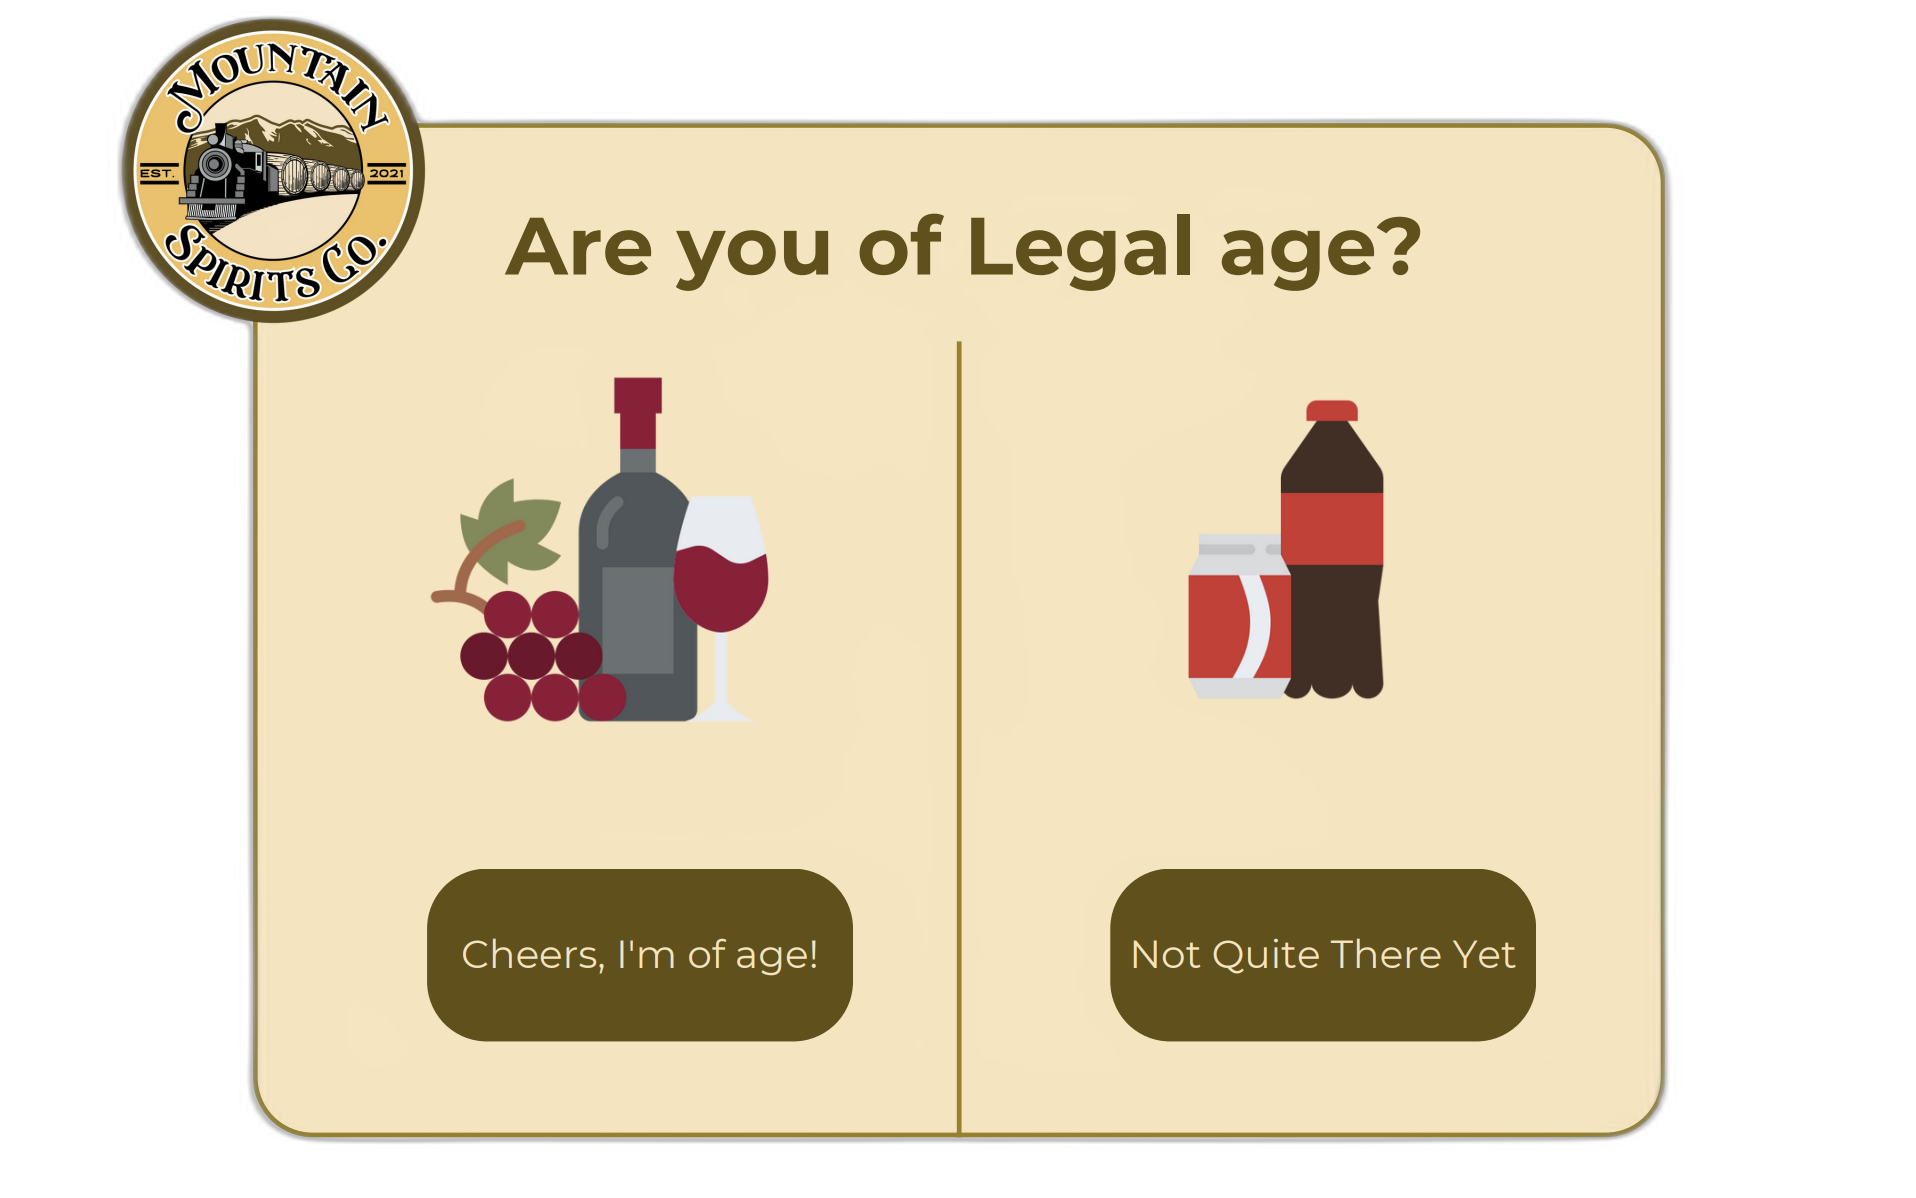 MOUNTAIN
EST. 2021
SPIRITS CO.
Are you of Legal age?
Cheers, I'm of age!
Not Quite There Yet